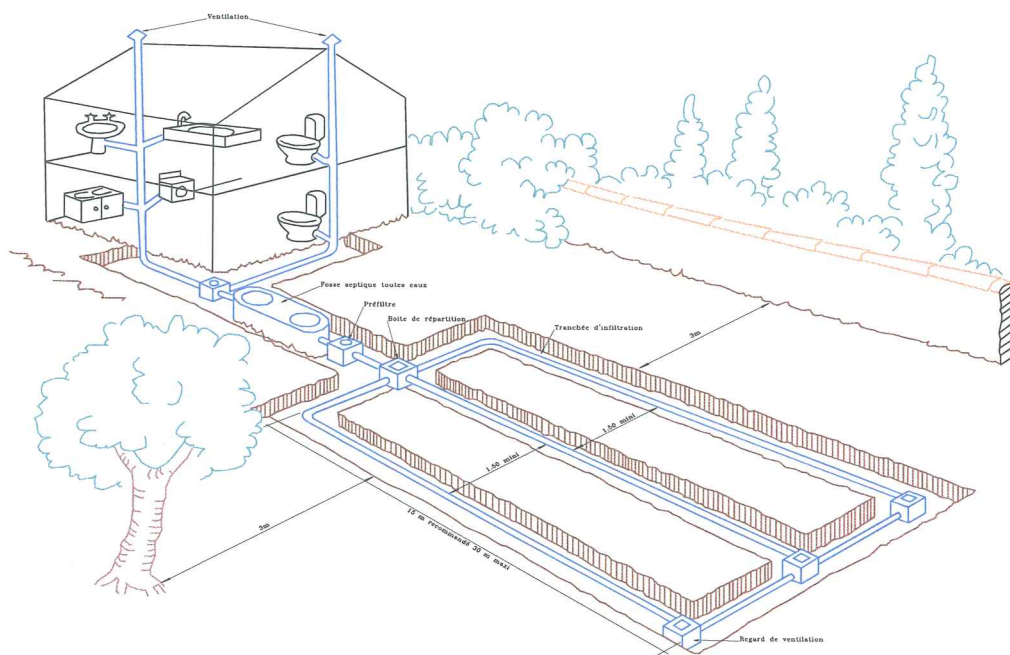 Ventilation
Fosse septique toutes eaux
Préfiltre
Boite de répartition
Tranchée d'infiltration
3m
1.50 mini
1.50 mini
3m
15 m recommandé 30 m maxi
Regard de ventilation